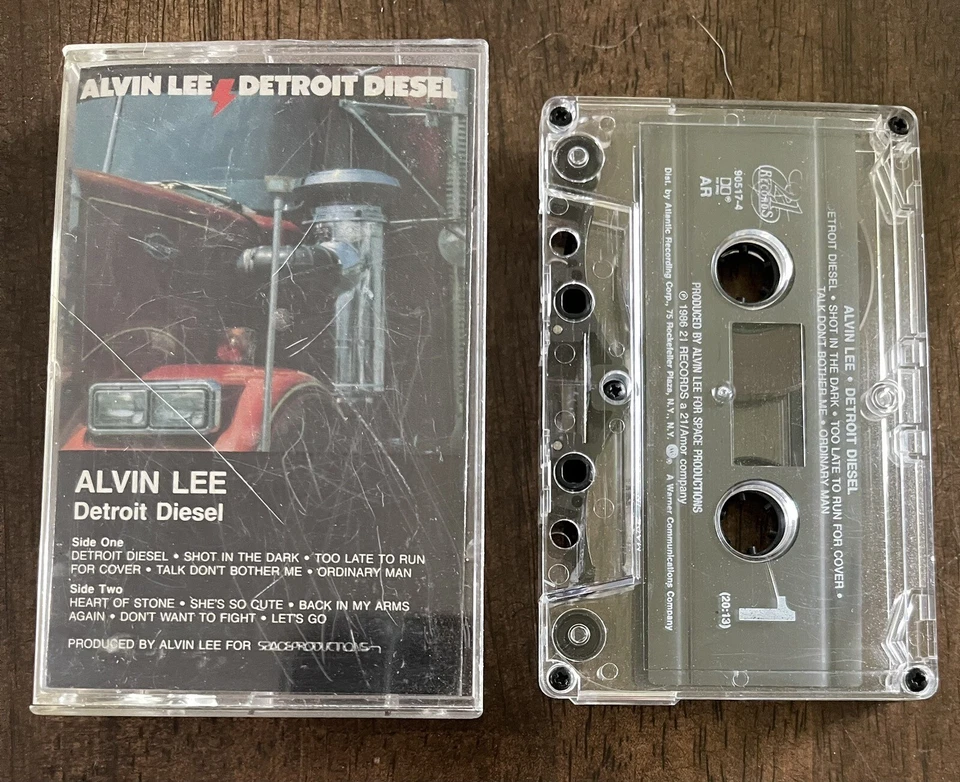 ALVIN LEE DETROIT DIESEL
ALVIN LEE
Detroit Diesel
Side One
DETROIT DIESEL • SHOT IN THE DARK • TOO LATE TO RUN
FOR COVER • TALK DON'T BOTHER ME • ORDINARY MAN
Side Two
HEART OF STONE • SHE'S SO CUTE • BACK IN MY ARMS
AGAIN • DON'T WANT TO FIGHT • LET'S GO
PRODUCED BY ALVIN LEE FOR SPACE PRODUCTIONS
ALVIN LEE • DETROIT DIESEL
ETROIT DIESEL • SHOT IN THE DARK • TOO LATE TO RUN FOR COVER •
TALK DON'T BOTHER ME • ORDINARY MAN
21
RECORDS
90517-4
AR
1
(20:13)
PRODUCED BY ALVIN LEE FOR SPACE PRODUCTIONS
℗ 1986 21 RECORDS a 21/Amor company
Dist. by Atlantic Recording Corp., 75 Rockefeller Plaza, N.Y., N.Y. A Warner Communications Company